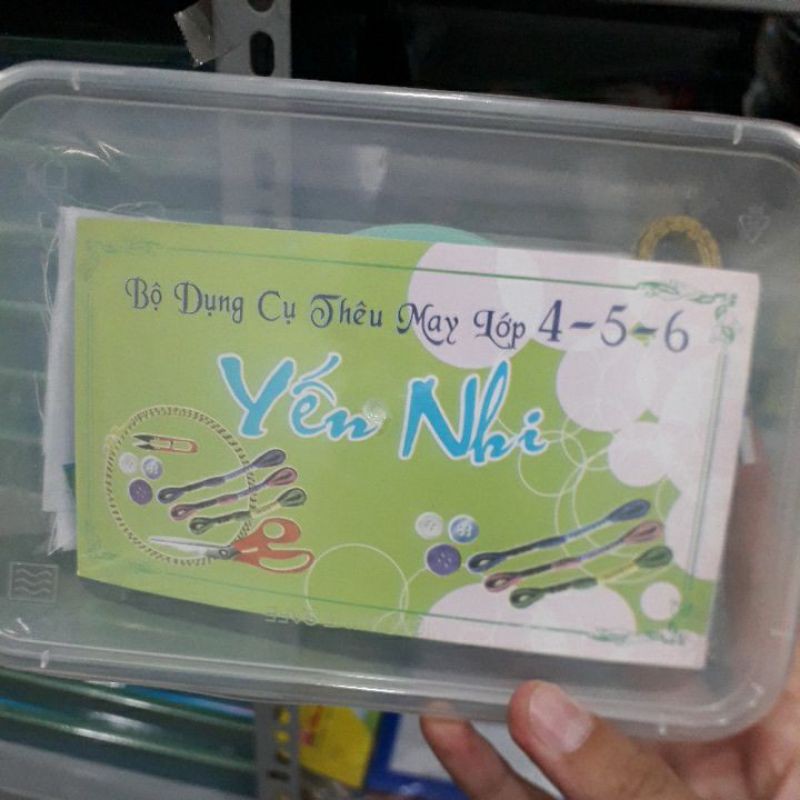 Bộ Dụng Cụ Thêu May Lớp 4-5-6
Yến Nhi